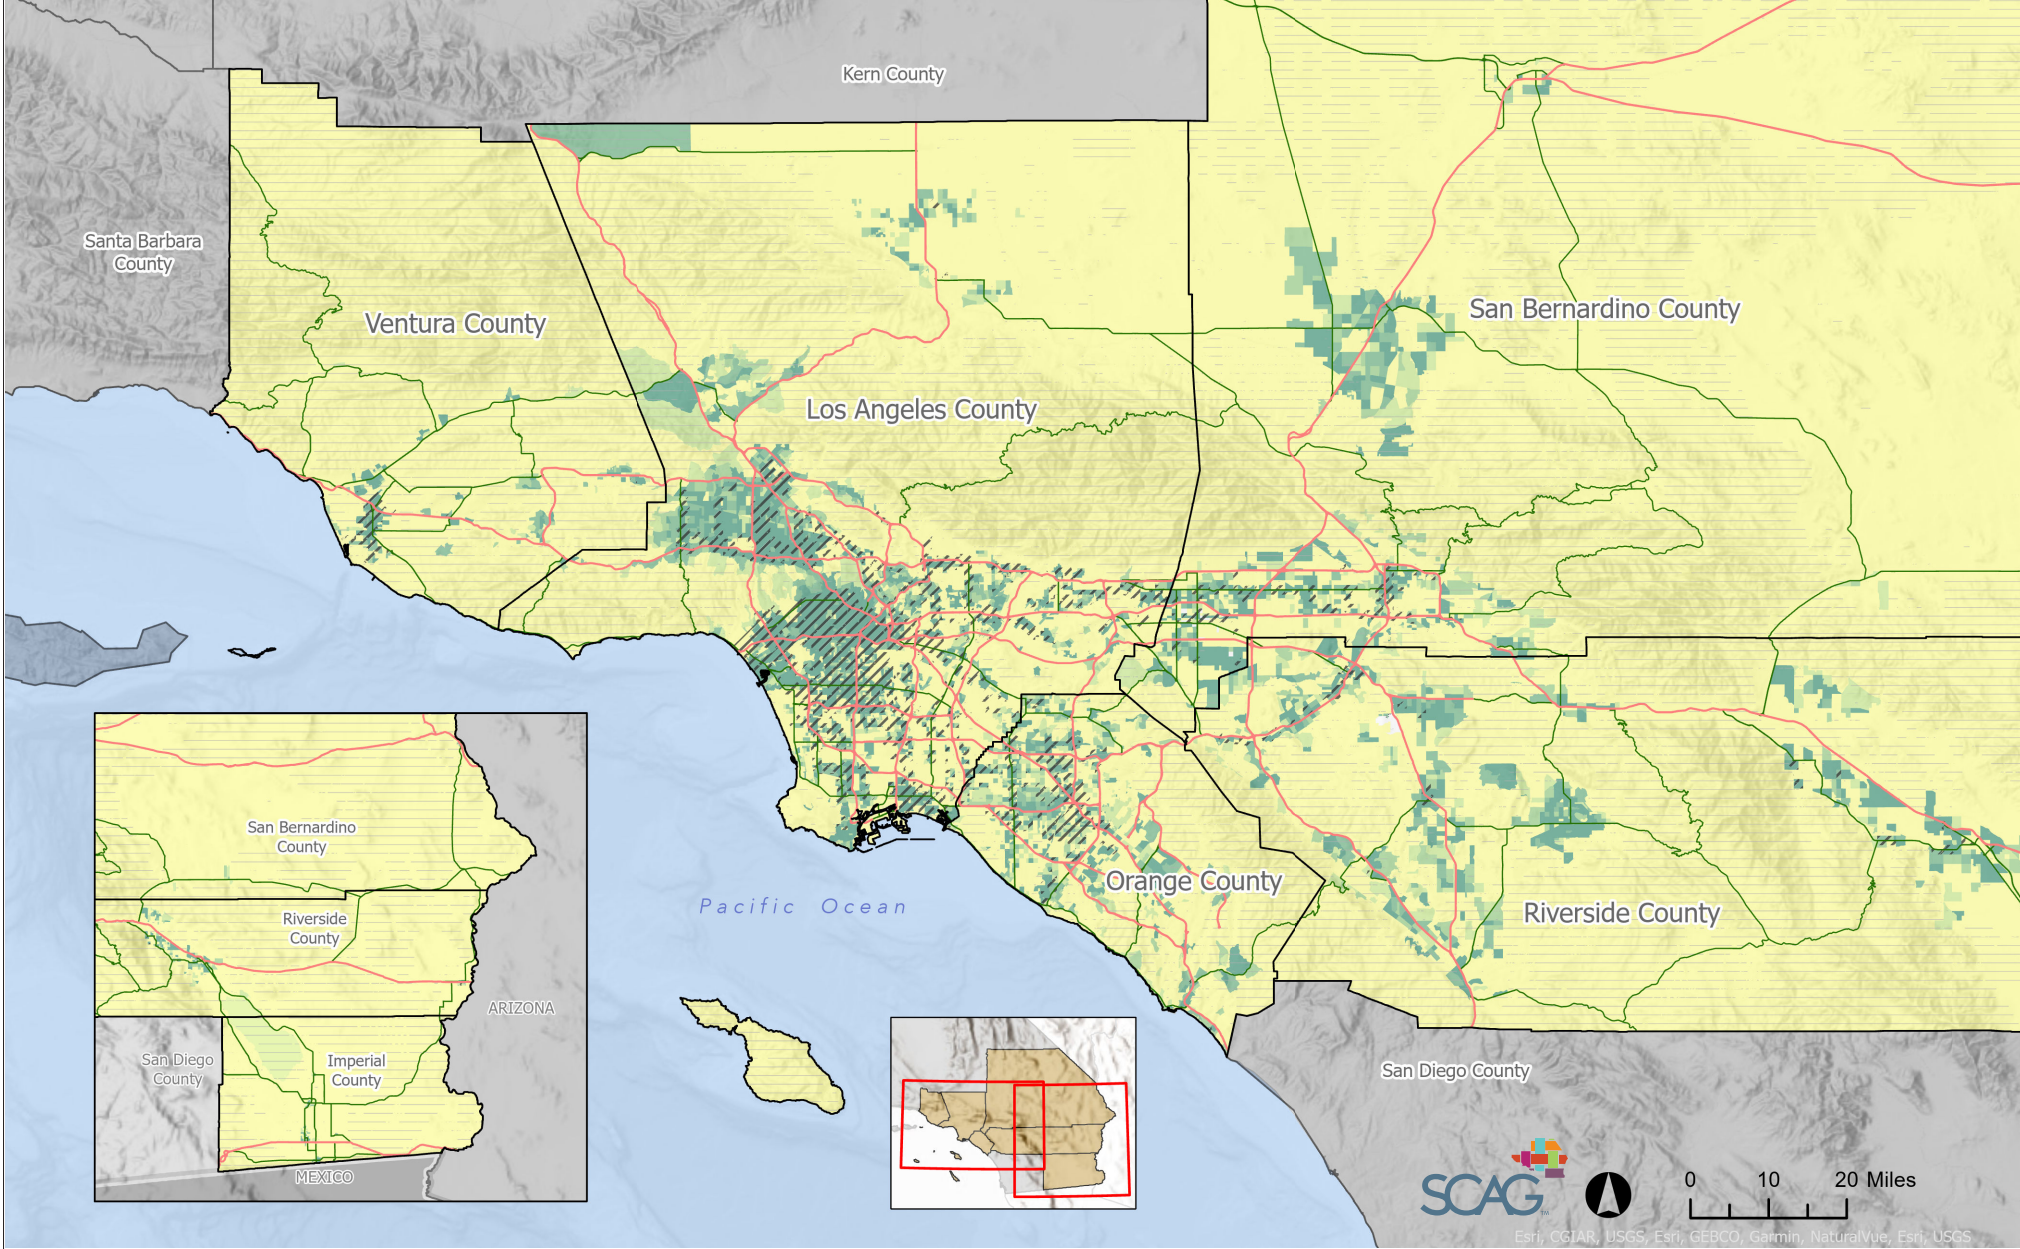 Kern County
Santa Barbara
County
Ventura County
San Bernardino County
Los Angeles County
Pacific Ocean
Orange County
Riverside County
San Diego County
San Bernardino
County
Riverside
County
ARIZONA
San Diego
County
Imperial
County
MEXICO
SCAG
TM
0 10 20 Miles
Esri, CGIAR, USGS, Esri, GEBCO, Garmin, NaturalVue, Esri, USGS